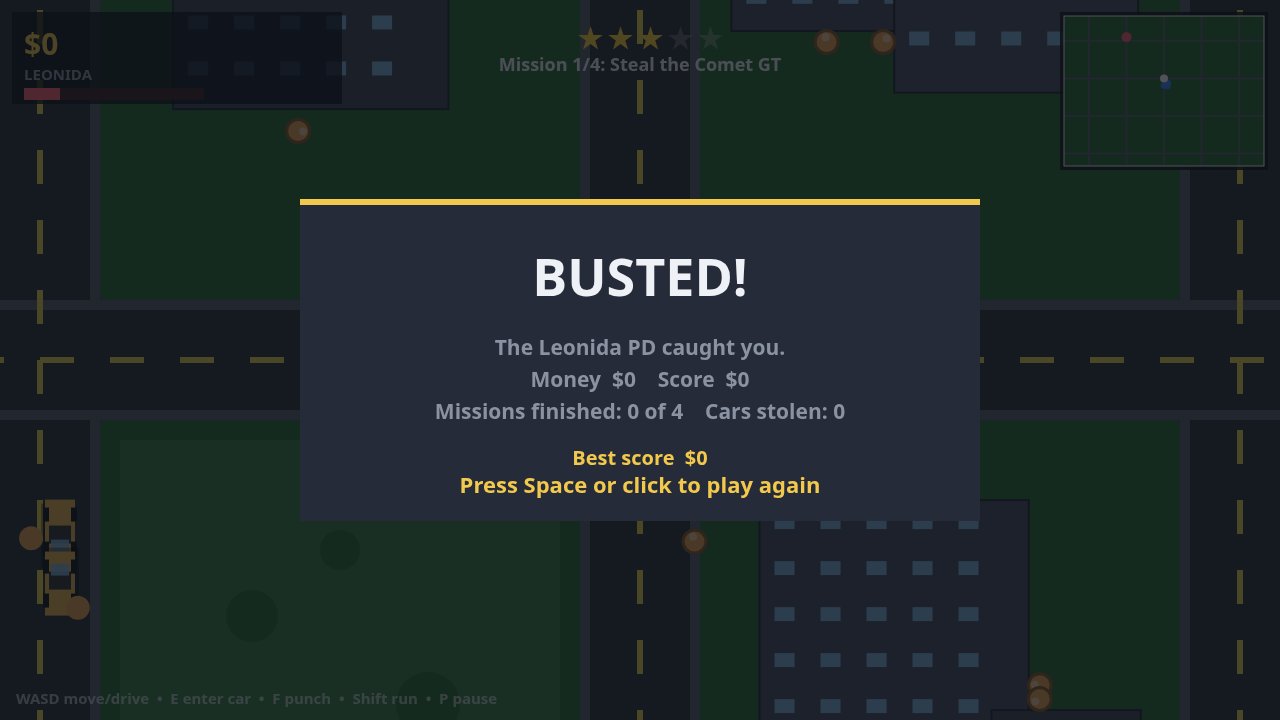 $0
LEONIDA
Mission 1/4: Steal the Comet GT
BUSTED!
The Leonida PD caught you.
Money $0 Score $0
Missions finished: 0 of 4 Cars stolen: 0
Best score $0
Press Space or click to play again
WASD move/drive • E enter car • F punch • Shift run • P pause